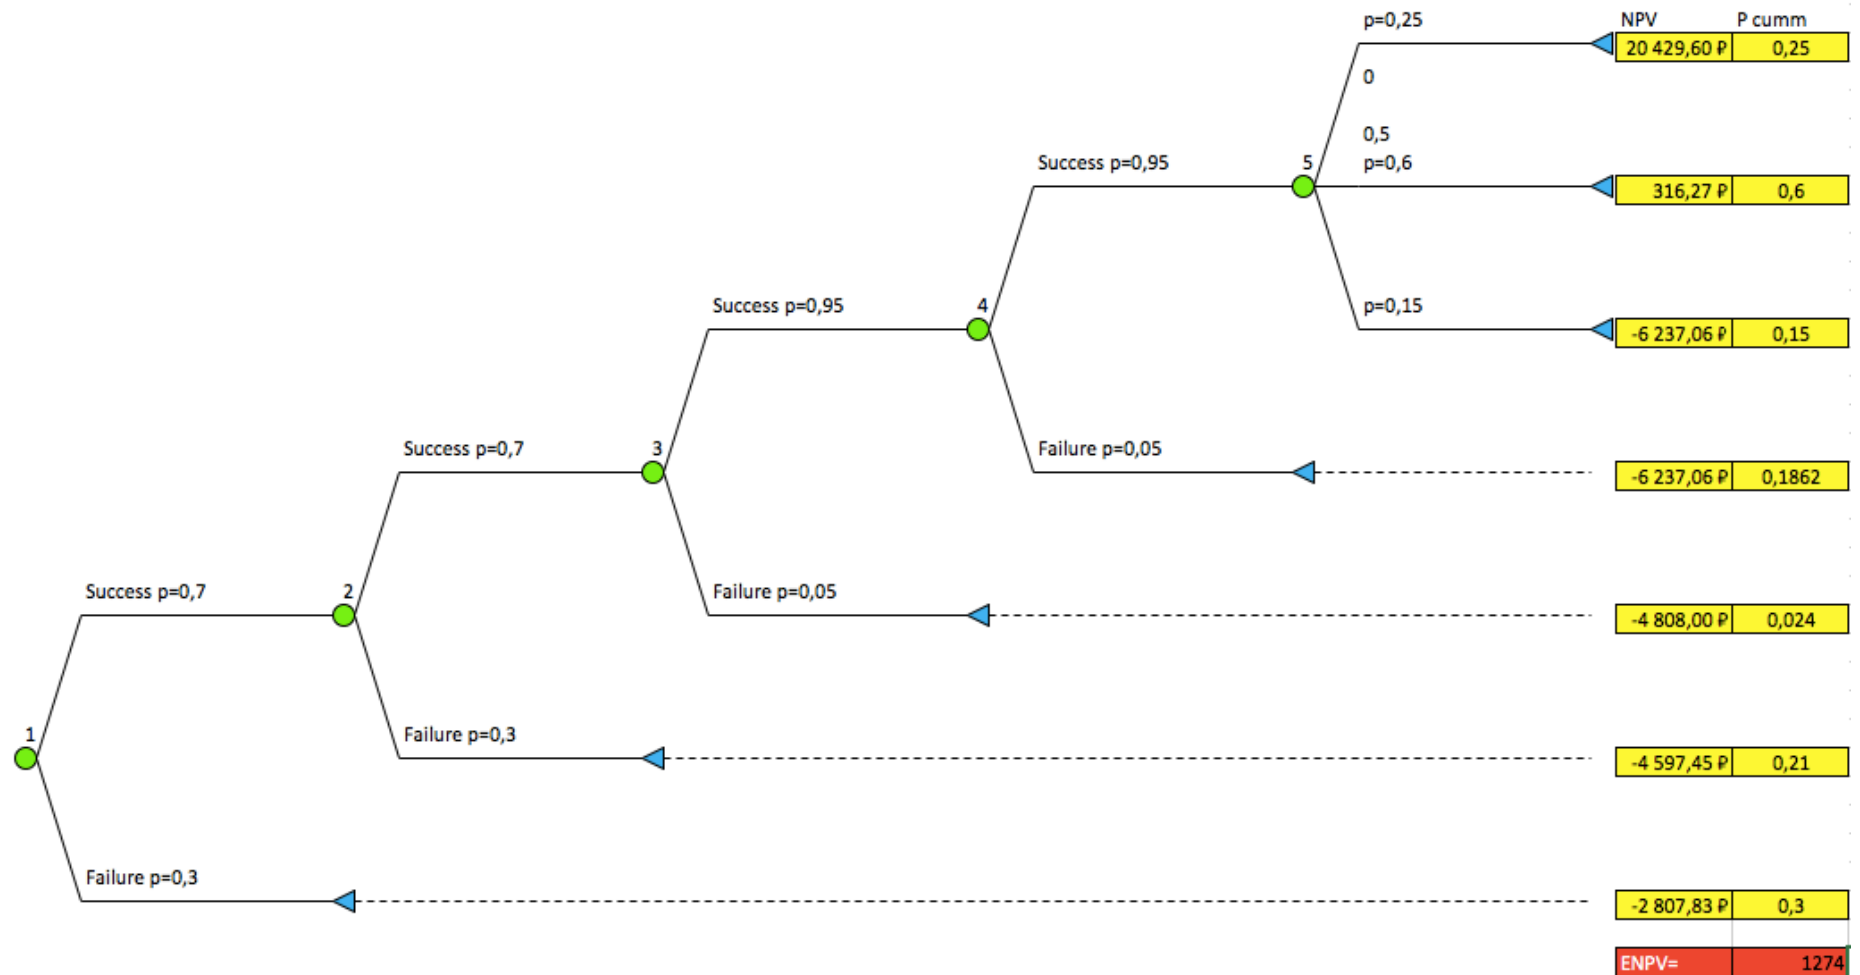 p=0,25 NPV P cumm
20 429,60 ₽ 0,25
0
0,5
Success p=0,95 5 p=0,6
316,27 ₽ 0,6
Success p=0,95 4 p=0,15
-6 237,06 ₽ 0,15
Success p=0,7 3 Failure p=0,05
-6 237,06 ₽ 0,1862
Success p=0,7 2 Failure p=0,05
-4 808,00 ₽ 0,024
1 Failure p=0,3
-4 597,45 ₽ 0,21
Failure p=0,3
-2 807,83 ₽ 0,3
ENPV= 1274